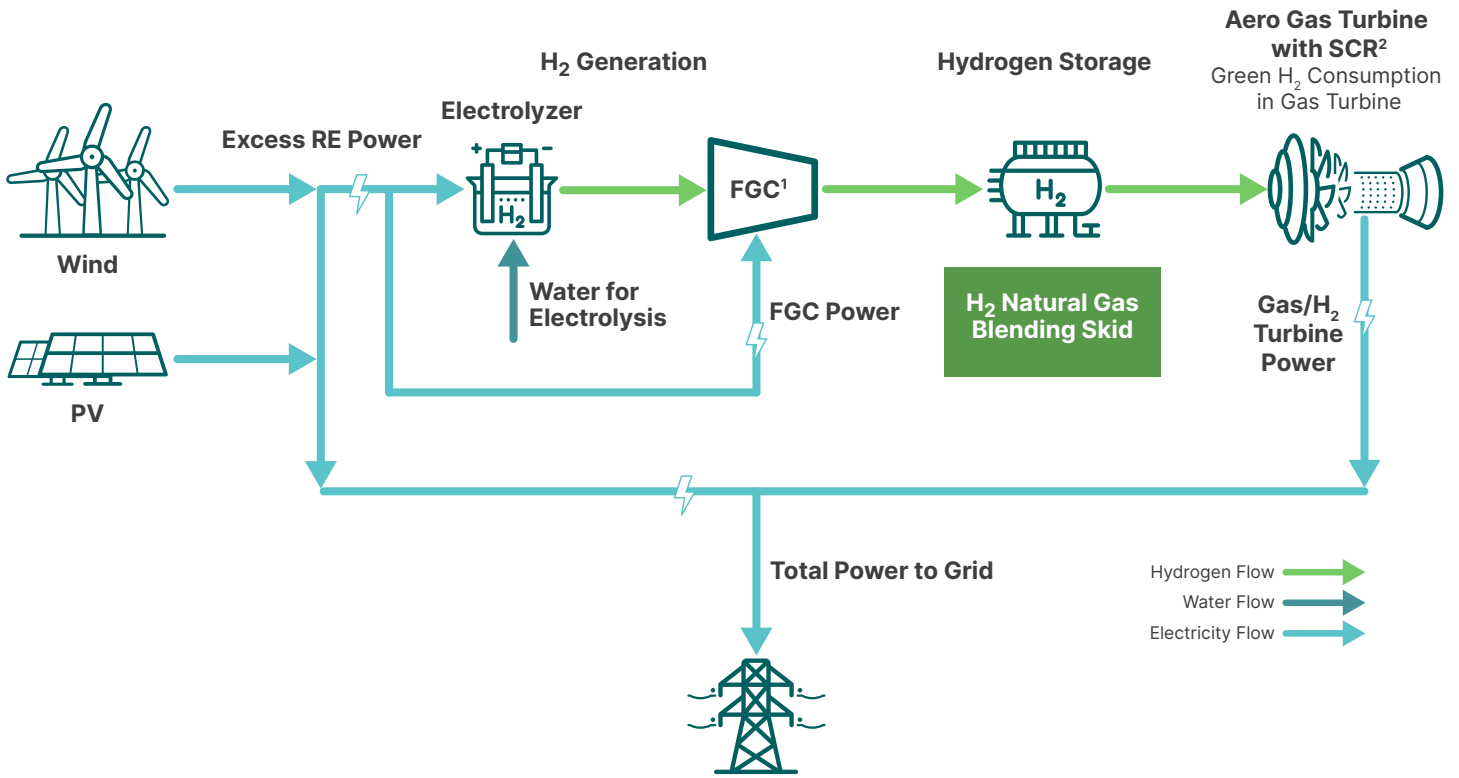 Aero Gas Turbine
with SCR²
Green H₂ Consumption
in Gas Turbine
H₂ Generation
Hydrogen Storage
Electrolyzer
Excess RE Power
+ −
H₂
FGC¹
H₂
Wind
Water for
Electrolysis
FGC Power
H₂ Natural Gas
Blending Skid
Gas/H₂
Turbine
Power
PV
Total Power to Grid
Hydrogen Flow
Water Flow
Electricity Flow